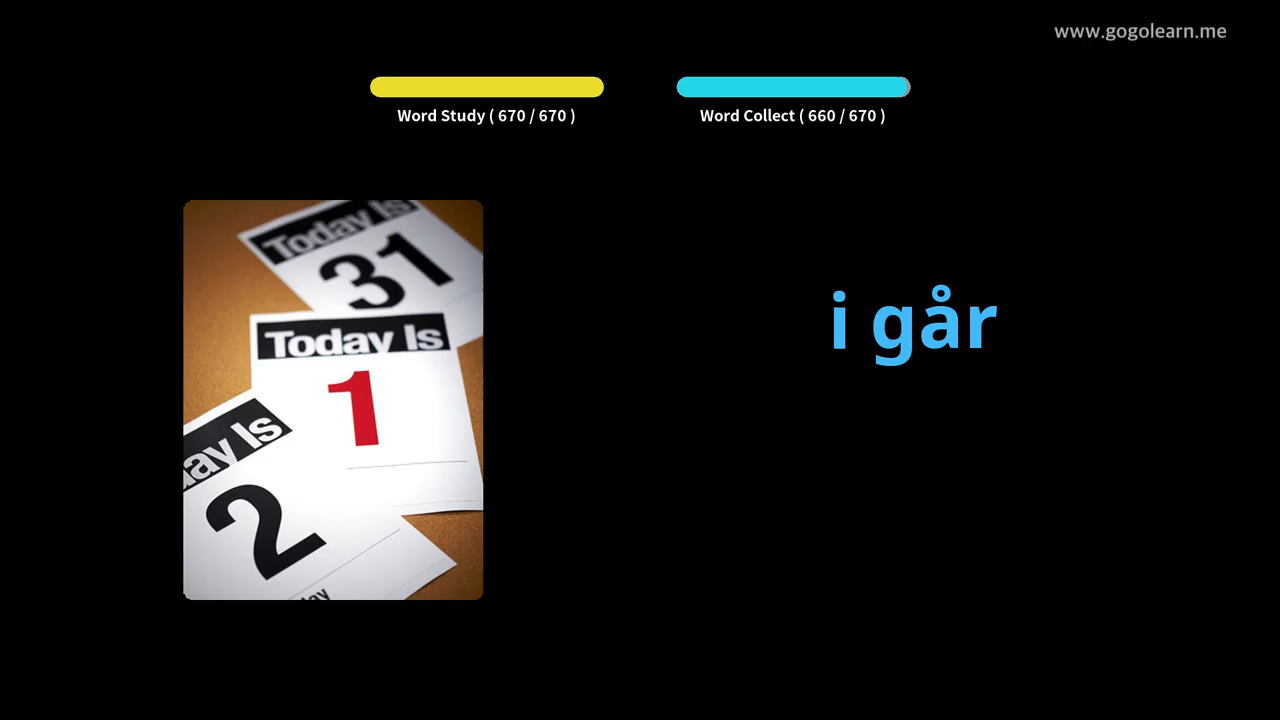 www.gogolearn.me
Word Study ( 670 / 670 )
Word Collect ( 660 / 670 )
Today Is
31
Today Is
1
ay Is
2
i går